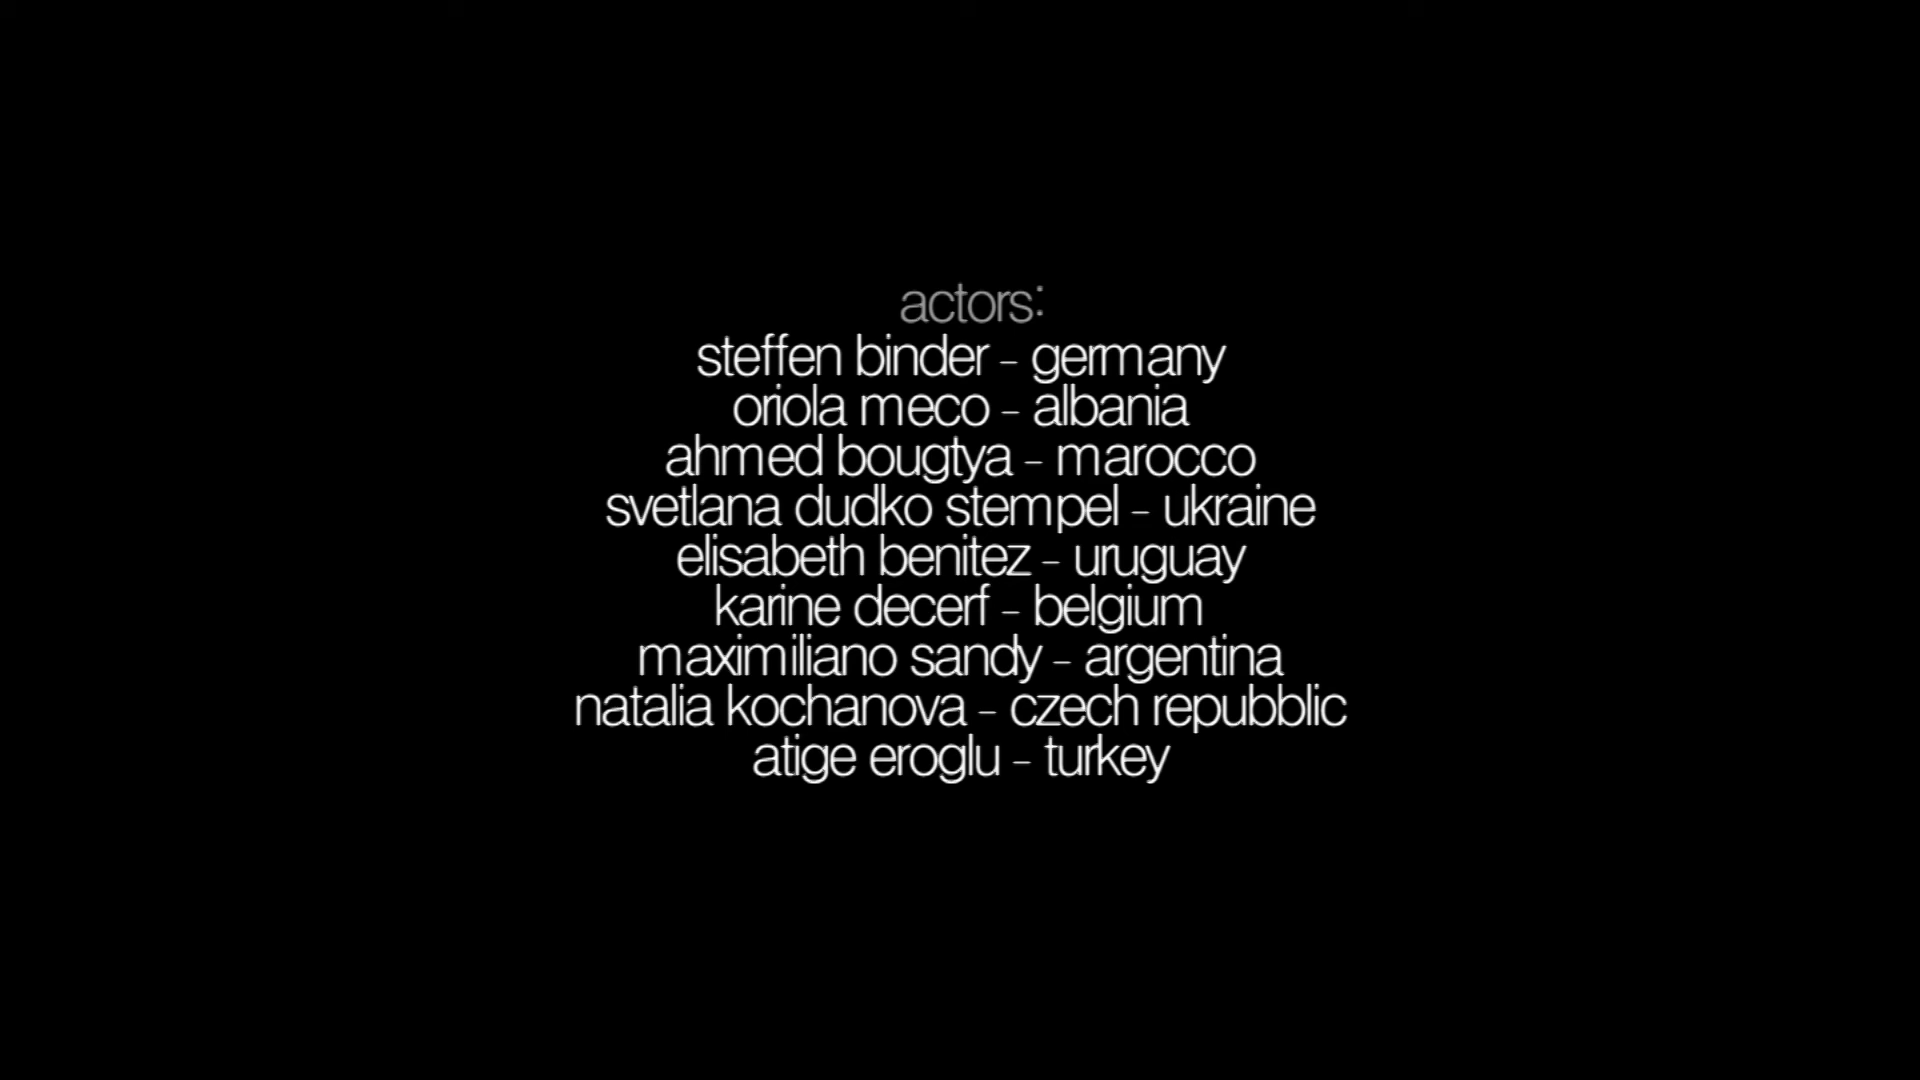 actors:
steffen binder - germany
oriola meco - albania
ahmed bougtya - marocco
svetlana dudko stempel - ukraine
elisabeth benitez - uruguay
karine decerf - belgium
maximiliano sandy - argentina
natalia kochanova - czech repubblic
atige eroglu - turkey